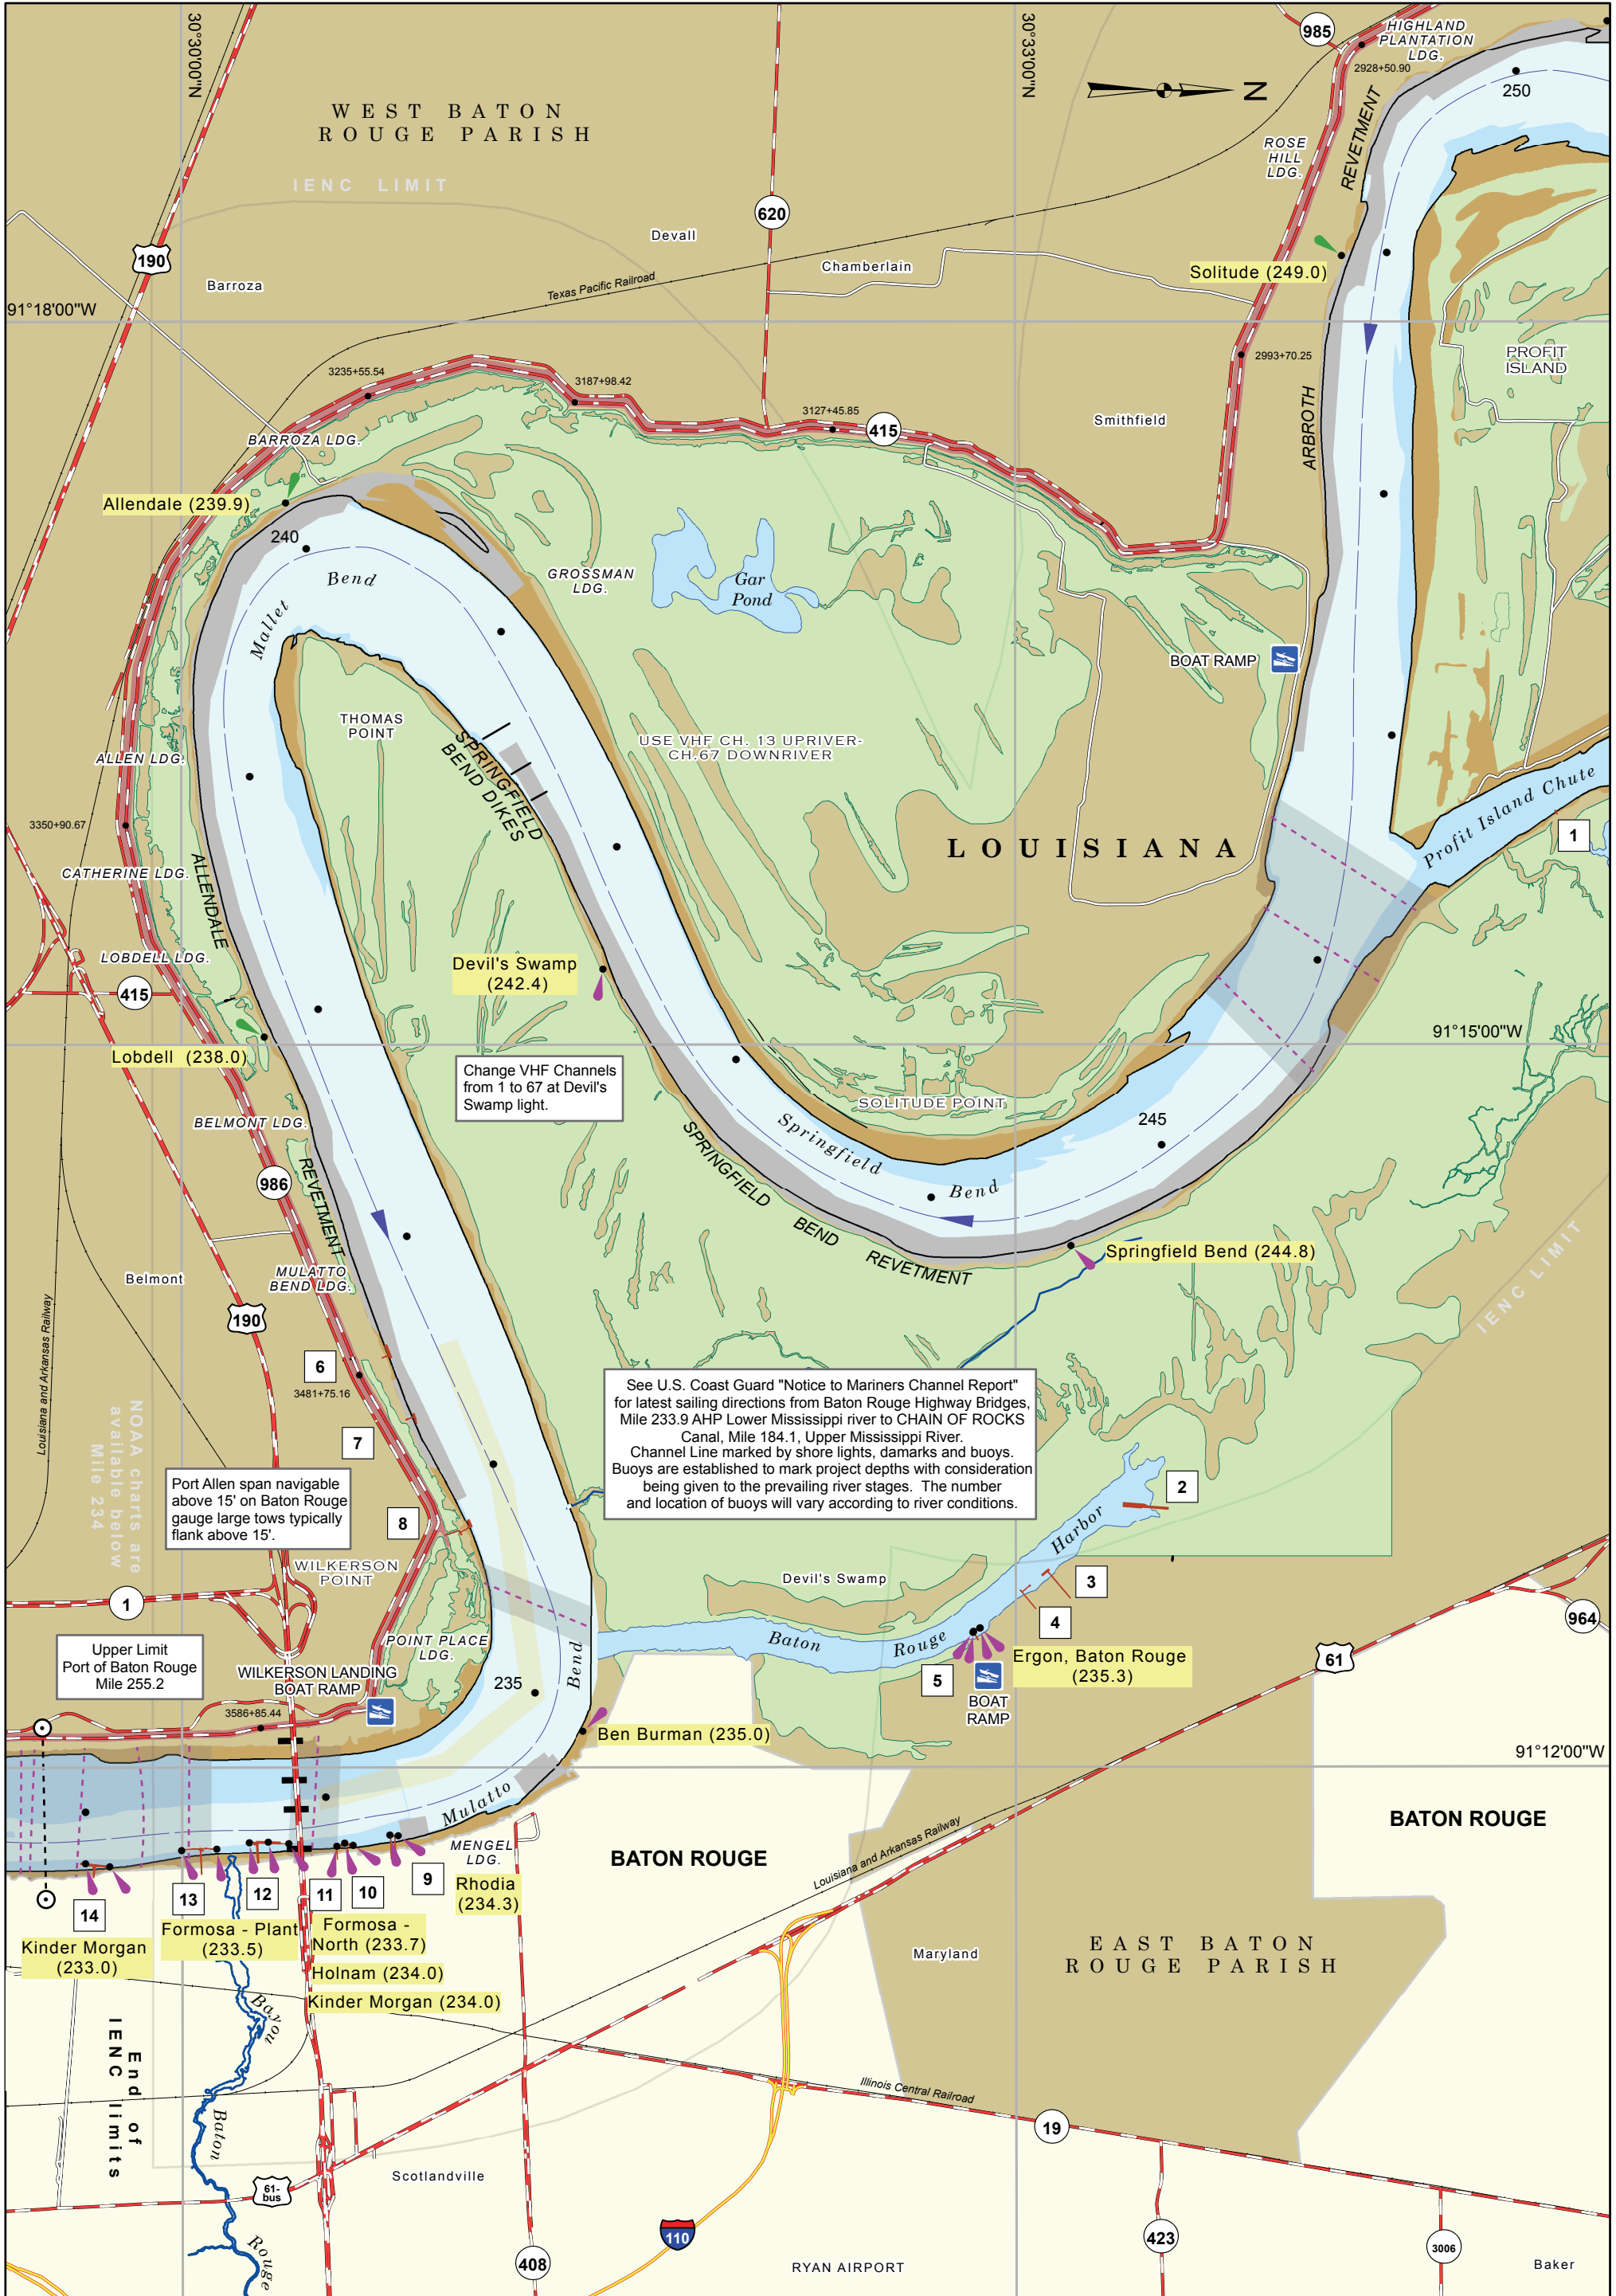 30°30'00"N
30°33'00"N
985
HIGHLAND
PLANTATION
LDG.
2928+50.90
250
N
WEST BATON
ROUGE PARISH
REVETMENT
ROSE
HILL
LDG.
IENC LIMIT
620
Devall
190
Barroza
Chamberlain
Solitude (249.0)
Texas Pacific Railroad
91°18'00"W
PROFIT
ISLAND
2993+70.25
3235+55.54
3187+98.42
3127+45.85
415
Smithfield
ARBROTH
BARROZA LDG.
Allendale (239.9)
240
Mallet
Bend
GROSSMAN
LDG.
Gar
Pond
BOAT RAMP
THOMAS
POINT
SPRINGFIELD
BEND DIKES
USE VHF CH. 13 UPRIVER-
CH.67 DOWNRIVER
ALLEN LDG.
3350+90.67
LOUISIANA
Profit Island Chute
1
CATHERINE LDG.
ALLENDALE
LOBDELL LDG.
415
Devil's Swamp
(242.4)
91°15'00"W
Lobdell (238.0)
Change VHF Channels
from 1 to 67 at Devil's
Swamp light.
SOLITUDE POINT
245
BELMONT LDG.
Springfield
Bend
986
REVETMENT
SPRINGFIELD
BEND
REVETMENT
Springfield Bend (244.8)
IENC LIMIT
Belmont
MULATTO
BEND LDG.
190
Louisiana and Arkansas Railway
6
3481+75.16
See U.S. Coast Guard "Notice to Mariners Channel Report"
for latest sailing directions from Baton Rouge Highway Bridges,
Mile 233.9 AHP Lower Mississippi river to CHAIN OF ROCKS
Canal, Mile 184.1, Upper Mississippi River.
Channel Line marked by shore lights, damarks and buoys.
Buoys are established to mark project depths with consideration
being given to the prevailing river stages. The number
and location of buoys will vary according to river conditions.
NOAA charts are
available below
Mile 234
7
Port Allen span navigable
above 15' on Baton Rouge
gauge large tows typically
flank above 15'.
2
8
Harbor
WILKERSON
POINT
Devil's Swamp
3
1
4
964
Upper Limit
Port of Baton Rouge
Mile 255.2
POINT PLACE
LDG.
Baton
Rouge
61
Ergon, Baton Rouge
(235.3)
5
WILKERSON LANDING
BOAT RAMP
235
Bend
BOAT
RAMP
3586+85.44
Ben Burman (235.0)
91°12'00"W
Mulatto
BATON ROUGE
MENGEL
LDG.
BATON ROUGE
Louisiana and Arkansas Railway
9
10
11
12
13
14
Rhodia
(234.3)
Formosa - Plant
(233.5)
Formosa -
North (233.7)
Kinder Morgan
(233.0)
Holnam (234.0)
Kinder Morgan (234.0)
Maryland
EAST BATON
ROUGE PARISH
Bayou
End of
IENC limits
Baton
Illinois Central Railroad
19
Scotlandville
61-
bus
Rouge
110
408
423
3006
RYAN AIRPORT
Baker